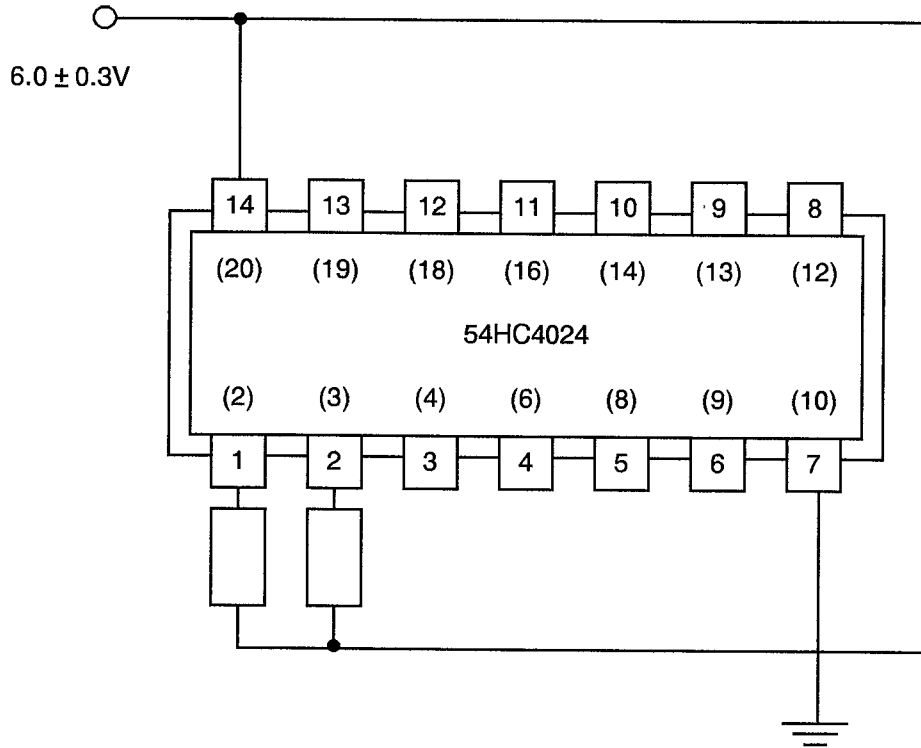 6.0 ± 0.3V
14 13 12 11 10 9 8
(20) (19) (18) (16) (14) (13) (12)
54HC4024
(2) (3) (4) (6) (8) (9) (10)
1 2 3 4 5 6 7